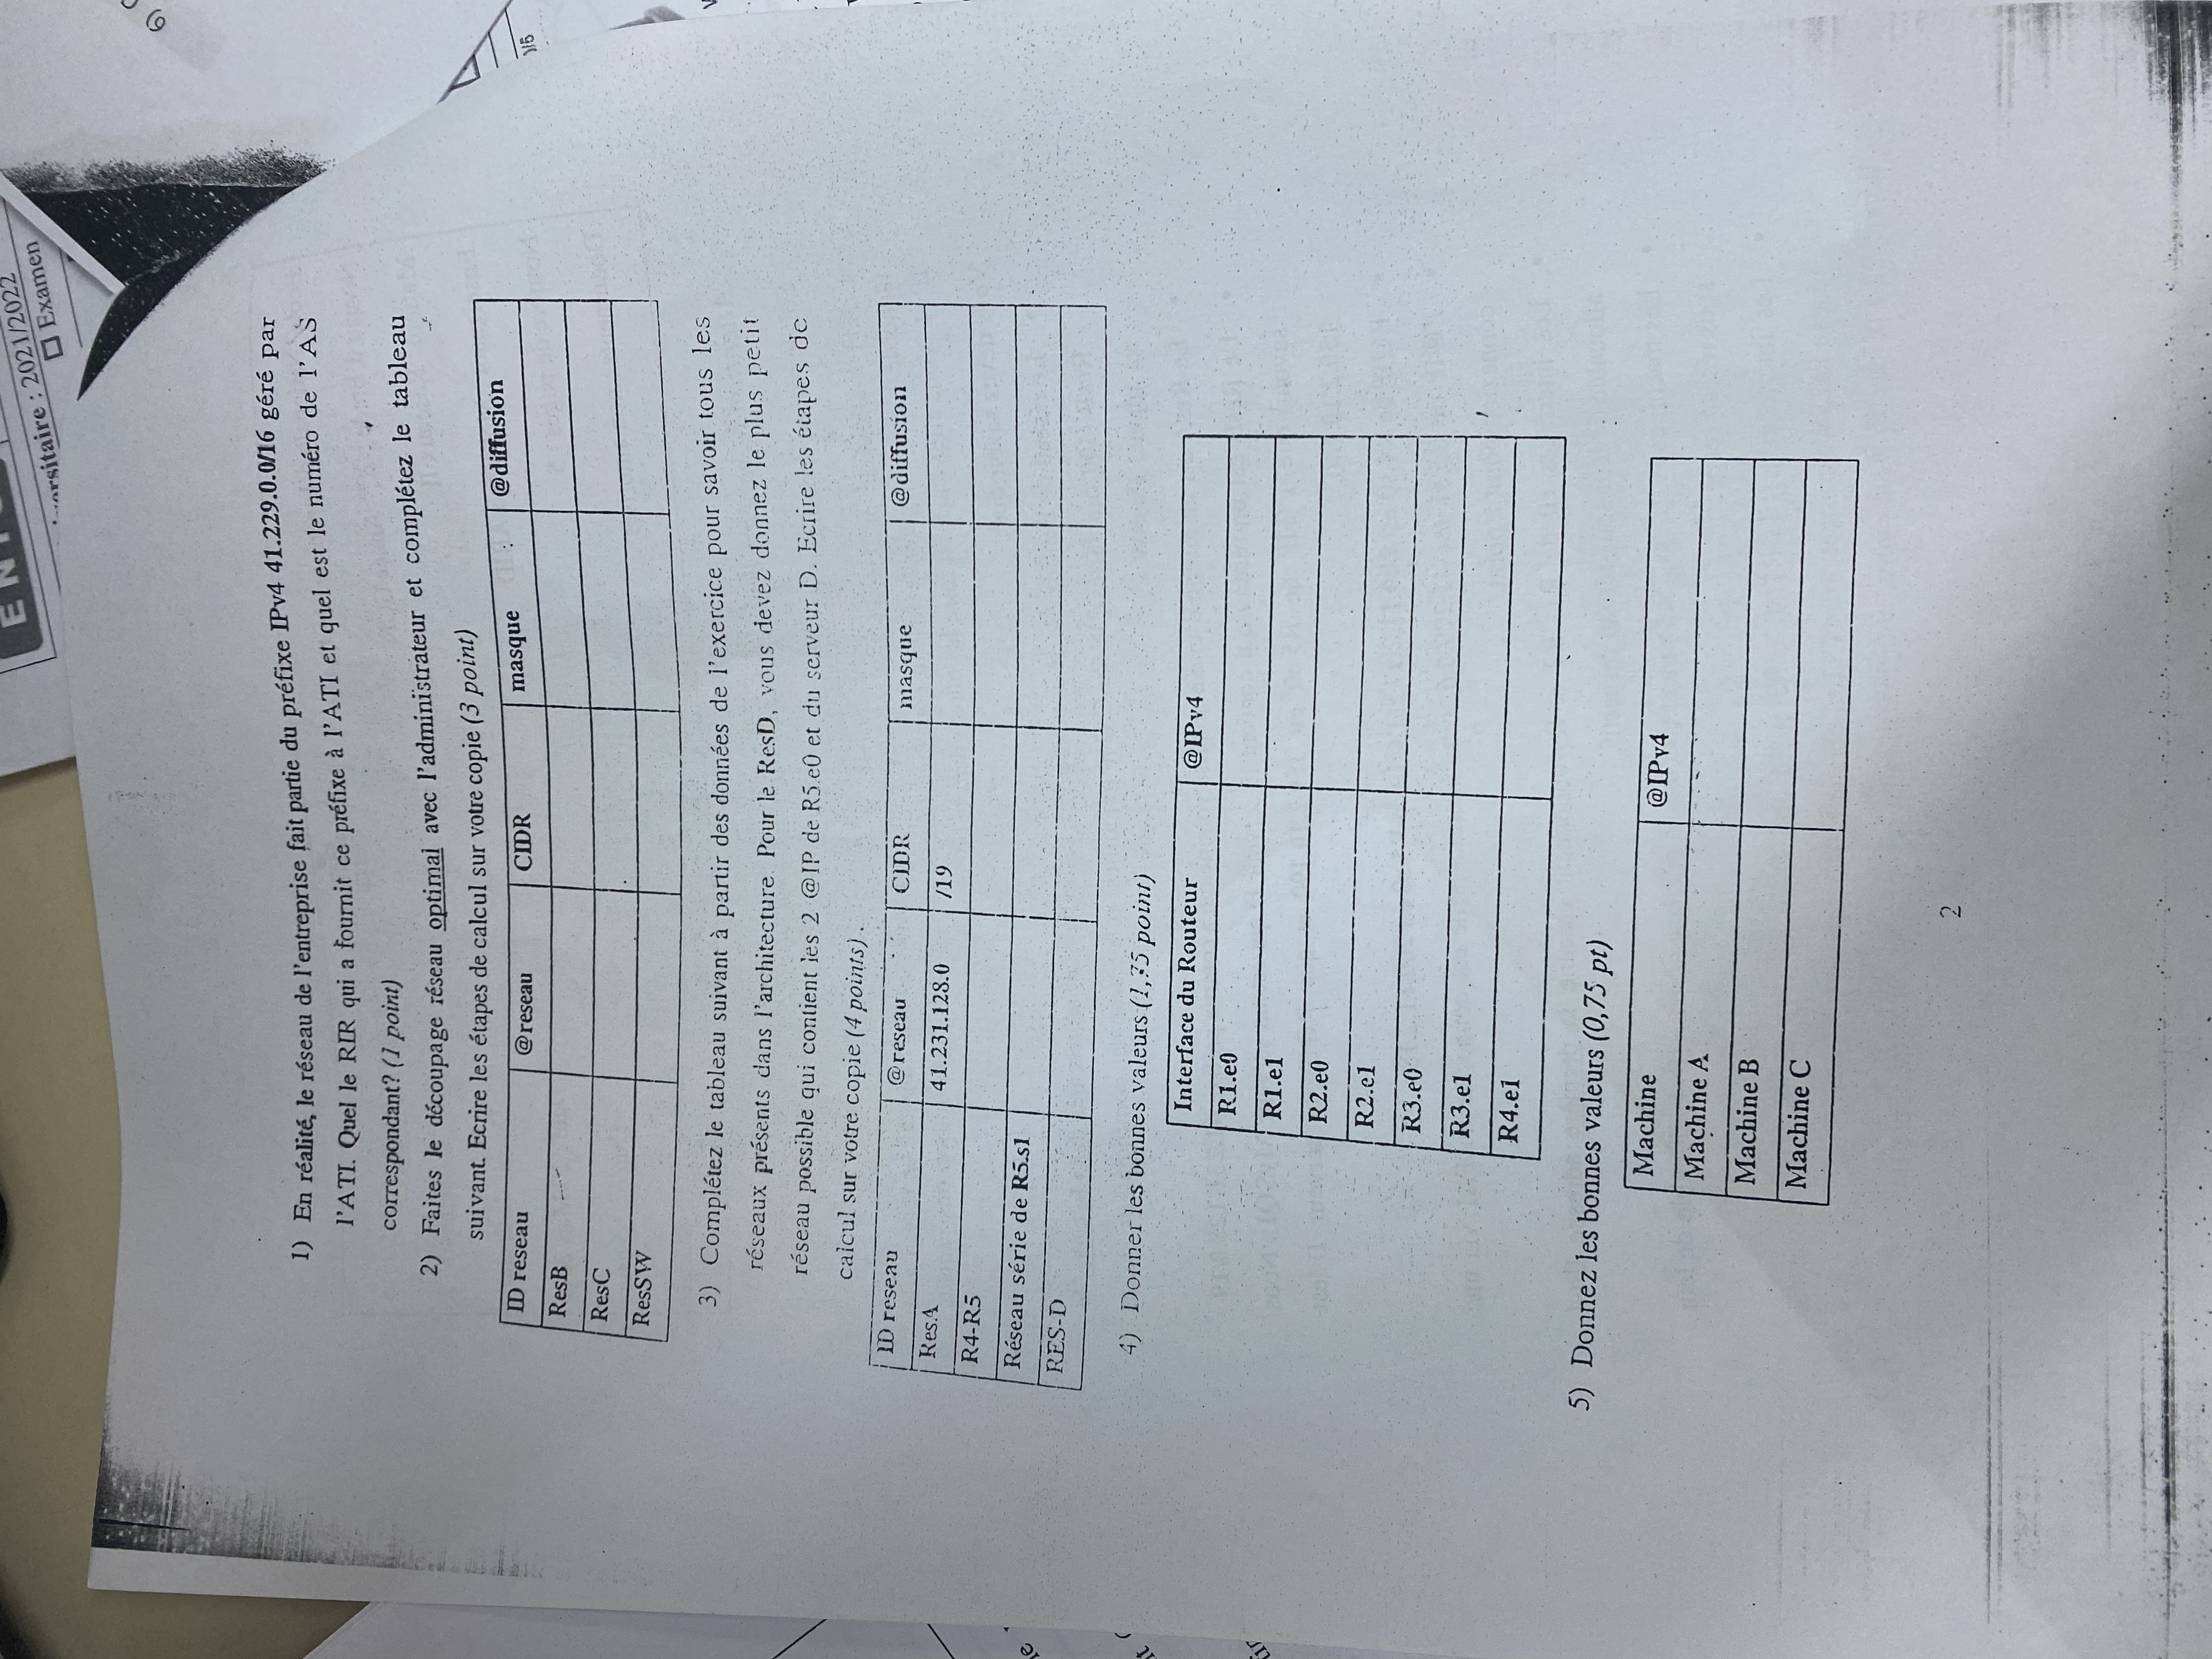 : 2021/2022
Examen
6)
)/5
1) En réalité, le réseau de l'entreprise fait partie du préfixe IPv4 41.229.0.0/16 géré par
l'ATI. Quel le RIR qui a fournit ce préfixe à l'ATI et quel est le numéro de l'AS
correspondant? (1 point)
2) Faites le découpage réseau optimal avec l'administrateur et complétez le tableau
suivant. Ecrire les étapes de calcul sur votre copie (3 point)
ID reseau @reseau CIDR masque @diffusion
ResB
ResC
ResSW
3) Complétez le tableau suivant à partir des données de l'exercice pour savoir tous les
réseaux présents dans l'architecture. Pour le ResD, vous devez donnez le plus petit
réseau possible qui contient les 2 @IP de R5.e0 et du serveur D. Ecrire les étapes de
calcul sur votre copie (4 points).
ID reseau @reseau CIDR masque @diffusion
ResA 41.231.128.0 /19
R4-R5
Réseau série de R5.s1
RES-D
4) Donner les bonnes valeurs (1,75 point)
Interface du Routeur @IPv4
R1.e0
R1.e1
R2.e0
R2.e1
R3.e0
R3.e1
R4.e1
5) Donnez les bonnes valeurs (0,75 pt)
Machine @IPv4
Machine A
Machine B
Machine C
2